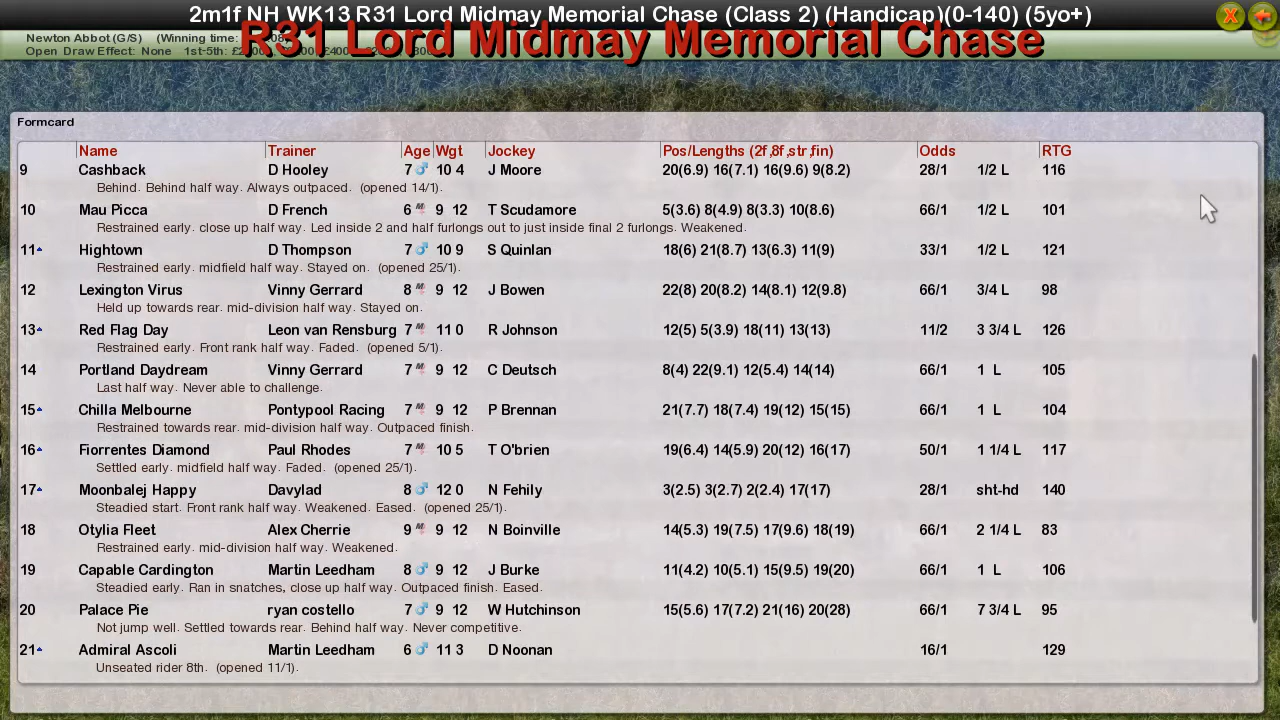 2m1f NH WK13 R31 Lord Midmay Memorial Chase (Class 2) (Handicap)(0-140) (5yo+)
R31 Lord Midmay Memorial Chase
Newton Abbot (G/S) (Winning time:
Open Draw Effect: None 1st-5th:
Formcard
Name Trainer Age Wgt Jockey Pos/Lengths (2f,8f,str,fin) Odds RTG
9 Cashback D Hooley 7 10 4 J Moore 20(6.9) 16(7.1) 16(9.6) 9(8.2) 28/1 1/2 L 116
Behind. Behind half way. Always outpaced. (opened 14/1).
10 Mau Picca D French 6 9 12 T Scudamore 5(3.6) 8(4.9) 8(3.3) 10(8.6) 66/1 1/2 L 101
Restrained early. close up half way. Led inside 2 and half furlongs out to just inside final 2 furlongs. Weakened.
11 Hightown D Thompson 7 10 9 S Quinlan 18(6) 21(8.7) 13(6.3) 11(9) 33/1 1/2 L 121
Restrained early. midfield half way. Stayed on. (opened 25/1).
12 Lexington Virus Vinny Gerrard 8 9 12 J Bowen 22(8) 20(8.2) 14(8.1) 12(9.8) 66/1 3/4 L 98
Held up towards rear. mid-division half way. Stayed on.
13 Red Flag Day Leon van Rensburg 7 11 0 R Johnson 12(5) 5(3.9) 18(11) 13(13) 11/2 3 3/4 L 126
Restrained early. Front rank half way. Faded. (opened 5/1).
14 Portland Daydream Vinny Gerrard 7 9 12 C Deutsch 8(4) 22(9.1) 12(5.4) 14(14) 66/1 1 L 105
Last half way. Never able to challenge.
15 Chilla Melbourne Pontypool Racing 7 9 12 P Brennan 21(7.7) 18(7.4) 19(12) 15(15) 66/1 1 L 104
Restrained towards rear. mid-division half way. Outpaced finish.
16 Fiorrentes Diamond Paul Rhodes 7 10 5 T O'brien 19(6.4) 14(5.9) 20(12) 16(17) 50/1 1 1/4 L 117
Settled early. midfield half way. Faded. (opened 25/1).
17 Moonbalej Happy Davylad 8 12 0 N Fehily 3(2.5) 3(2.7) 2(2.4) 17(17) 28/1 sht-hd 140
Steadied start. Front rank half way. Weakened. Eased. (opened 25/1).
18 Otylia Fleet Alex Cherrie 9 9 12 N Boinville 14(5.3) 19(7.5) 17(9.6) 18(19) 66/1 2 1/4 L 83
Restrained early. mid-division half way. Weakened.
19 Capable Cardington Martin Leedham 8 9 12 J Burke 11(4.2) 10(5.1) 15(9.5) 19(20) 66/1 1 L 106
Steadied early. Ran in snatches, close up half way. Outpaced finish. Eased.
20 Palace Pie ryan costello 7 9 12 W Hutchinson 15(5.6) 17(7.2) 21(16) 20(28) 66/1 7 3/4 L 95
Not jump well. Settled towards rear. Behind half way. Never competitive.
21 Admiral Ascoli Martin Leedham 6 11 3 D Noonan 16/1 129
Unseated rider 8th. (opened 11/1).